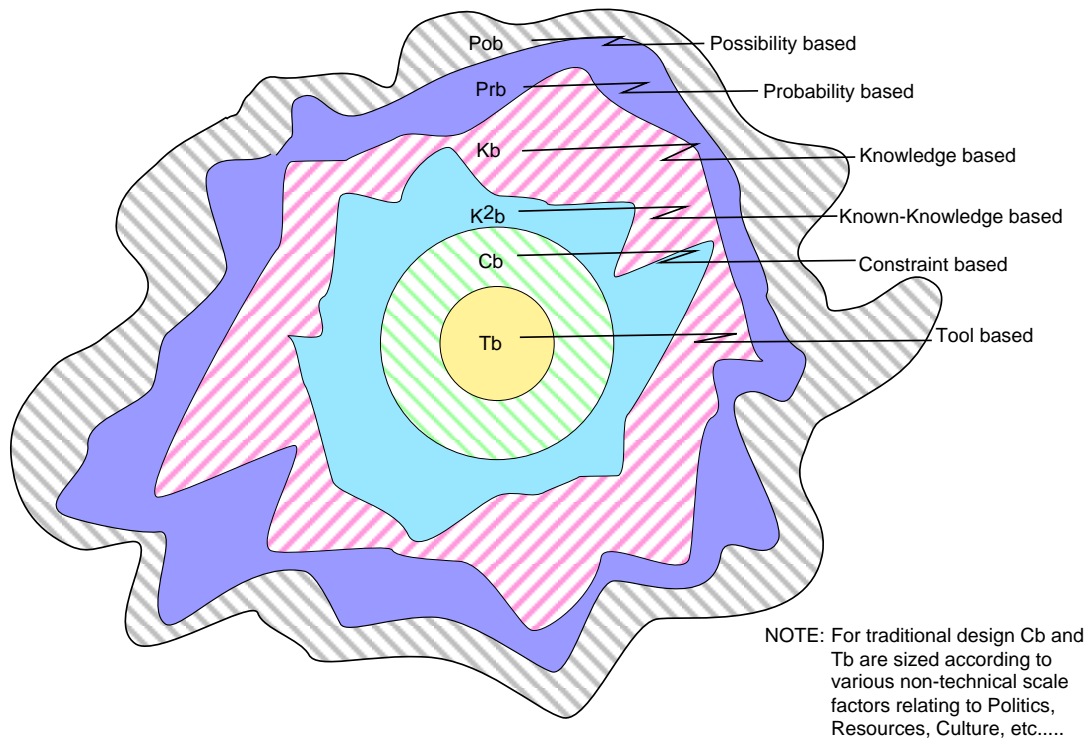 Pob Possibility based
Prb Probability based
Kb Knowledge based
K2b Known-Knowledge based
Cb Constraint based
Tb Tool based
NOTE: For traditional design Cb and
Tb are sized according to
various non-technical scale
factors relating to Politics,
Resources, Culture, etc.....